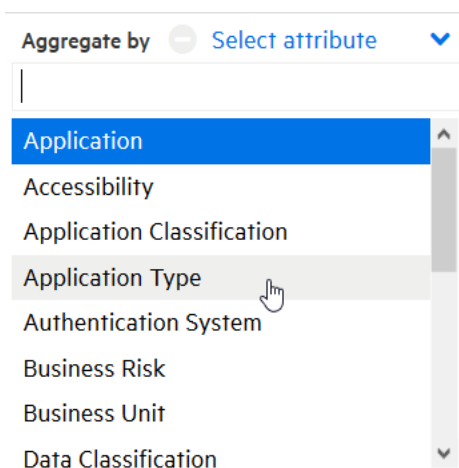 Aggregate by Select attribute
Application
Accessibility
Application Classification
Application Type
Authentication System
Business Risk
Business Unit
Data Classification